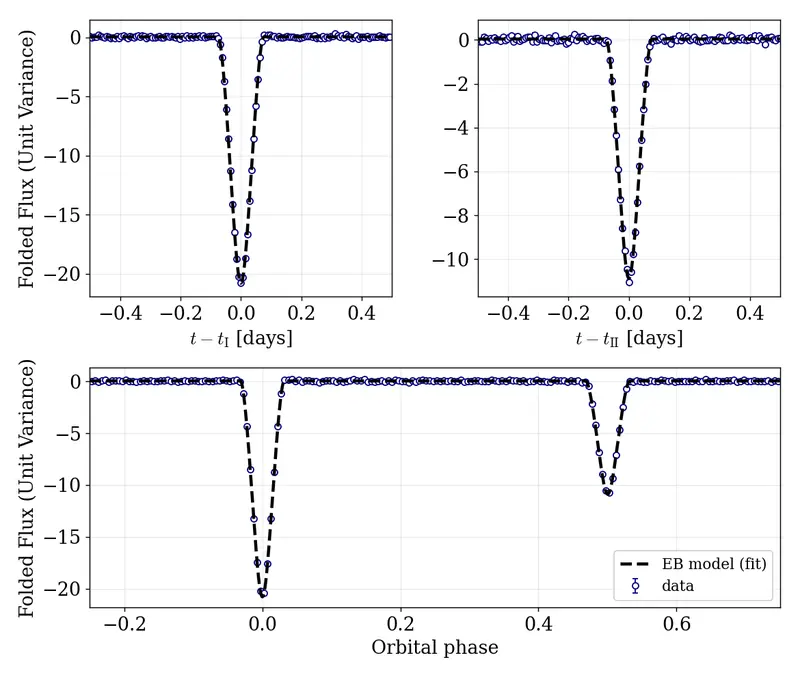 Folded Flux (Unit Variance)
0
−5
−10
−15
−20
−0.4 −0.2 0.0 0.2 0.4
t − tI [days]
0
−2
−4
−6
−8
−10
−0.4 −0.2 0.0 0.2 0.4
t − tII [days]
Folded Flux (Unit Variance)
0
−5
−10
−15
−20
−0.2 0.0 0.2 0.4 0.6
Orbital phase
EB model (fit)
data